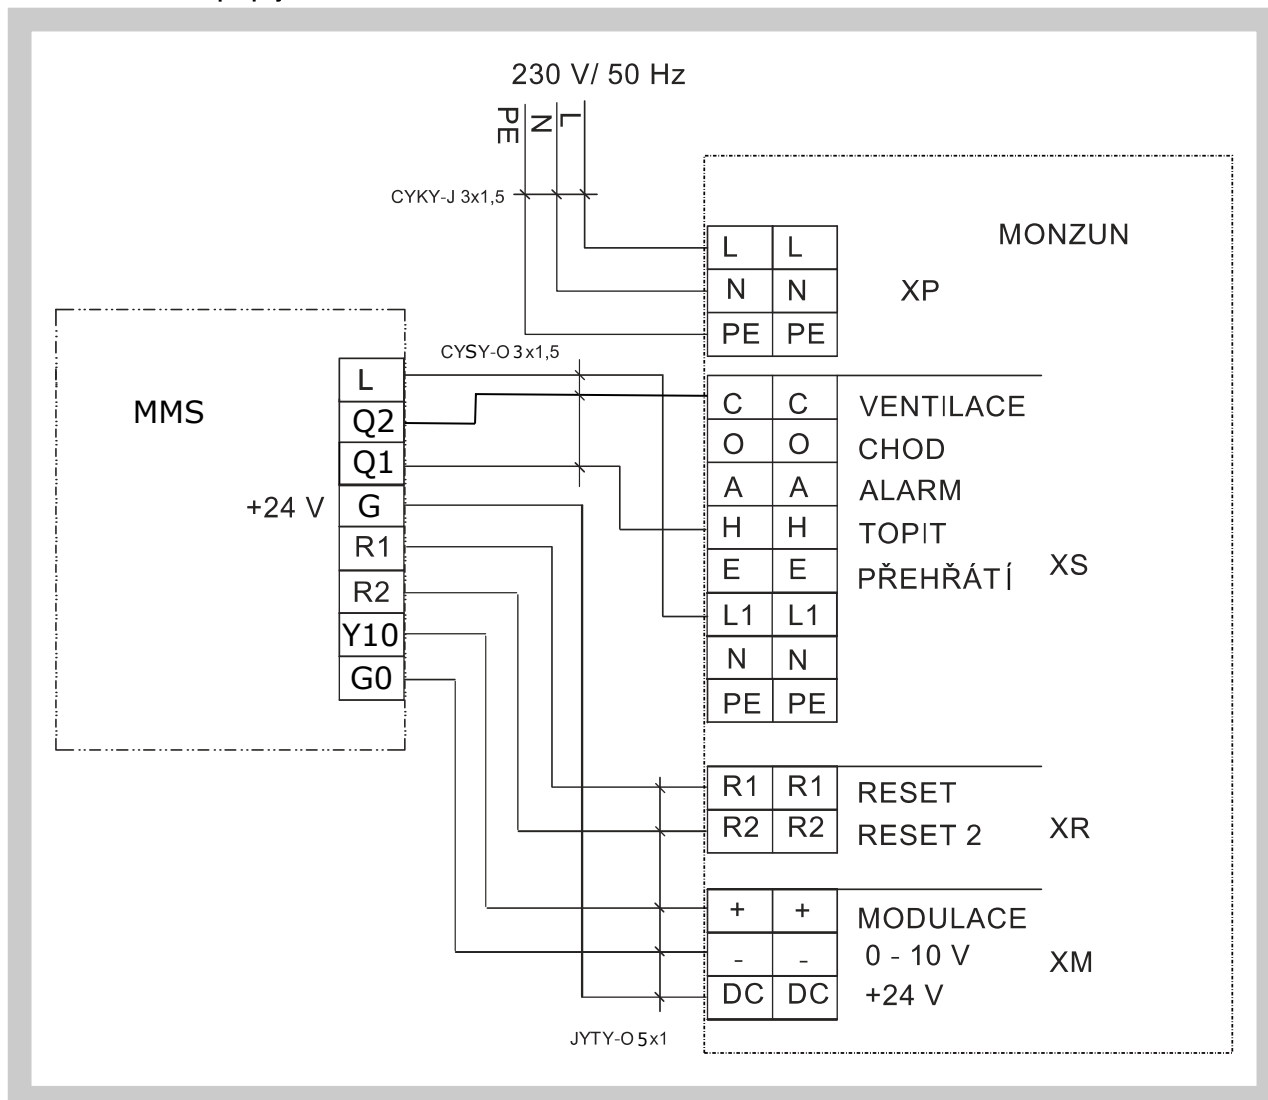 230 V/ 50 Hz
PE N L
CYKY-J 3x1,5
MONZUN
L L
N N
XP
PE PE
CYSY-O 3x1,5
MMS
L
Q2
Q1
+24 V G
R1
R2
Y10
G0
C C VENTILACE
O O CHOD
A A ALARM
H H TOPIT
E E PŘEHŘÁTÍ
XS
L1 L1
N N
PE PE
R1 R1 RESET
R2 R2 RESET 2
XR
+ + MODULACE
- - 0 - 10 V
XM
DC DC +24 V
JYTY-O 5x1